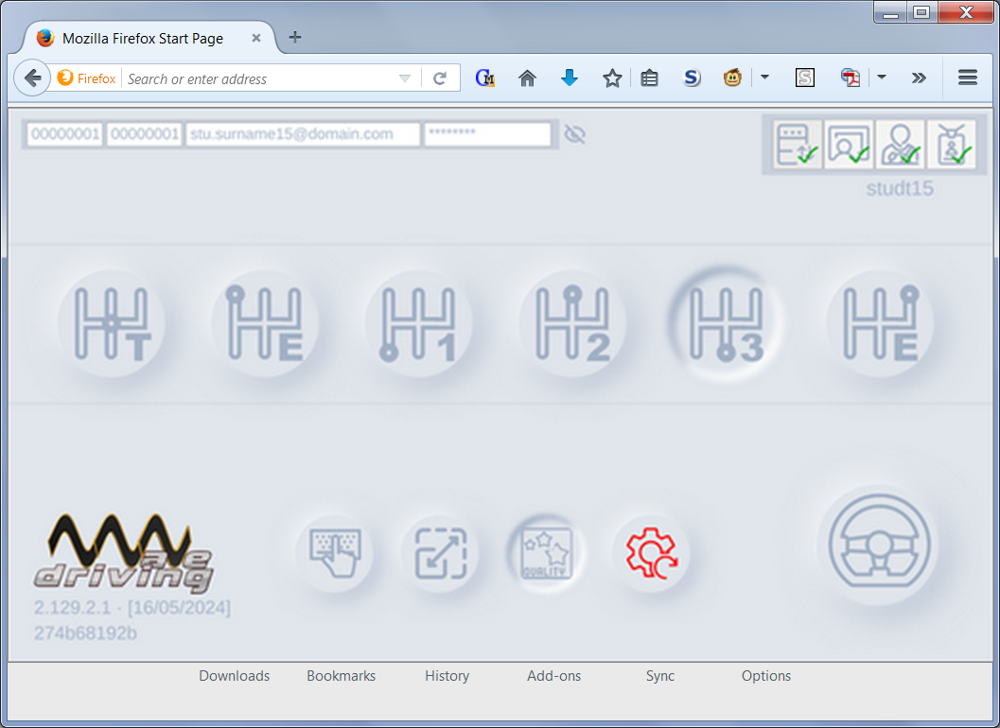 Mozilla Firefox Start Page
Firefox Search or enter address
00000001 00000001 stu.surname15@domain.com ********
studt15
T E 1 2 3 E
QUALITY
Wave
driving
2.129.2.1 - [16/05/2024]
274b68192b
Downloads Bookmarks History Add-ons Sync Options